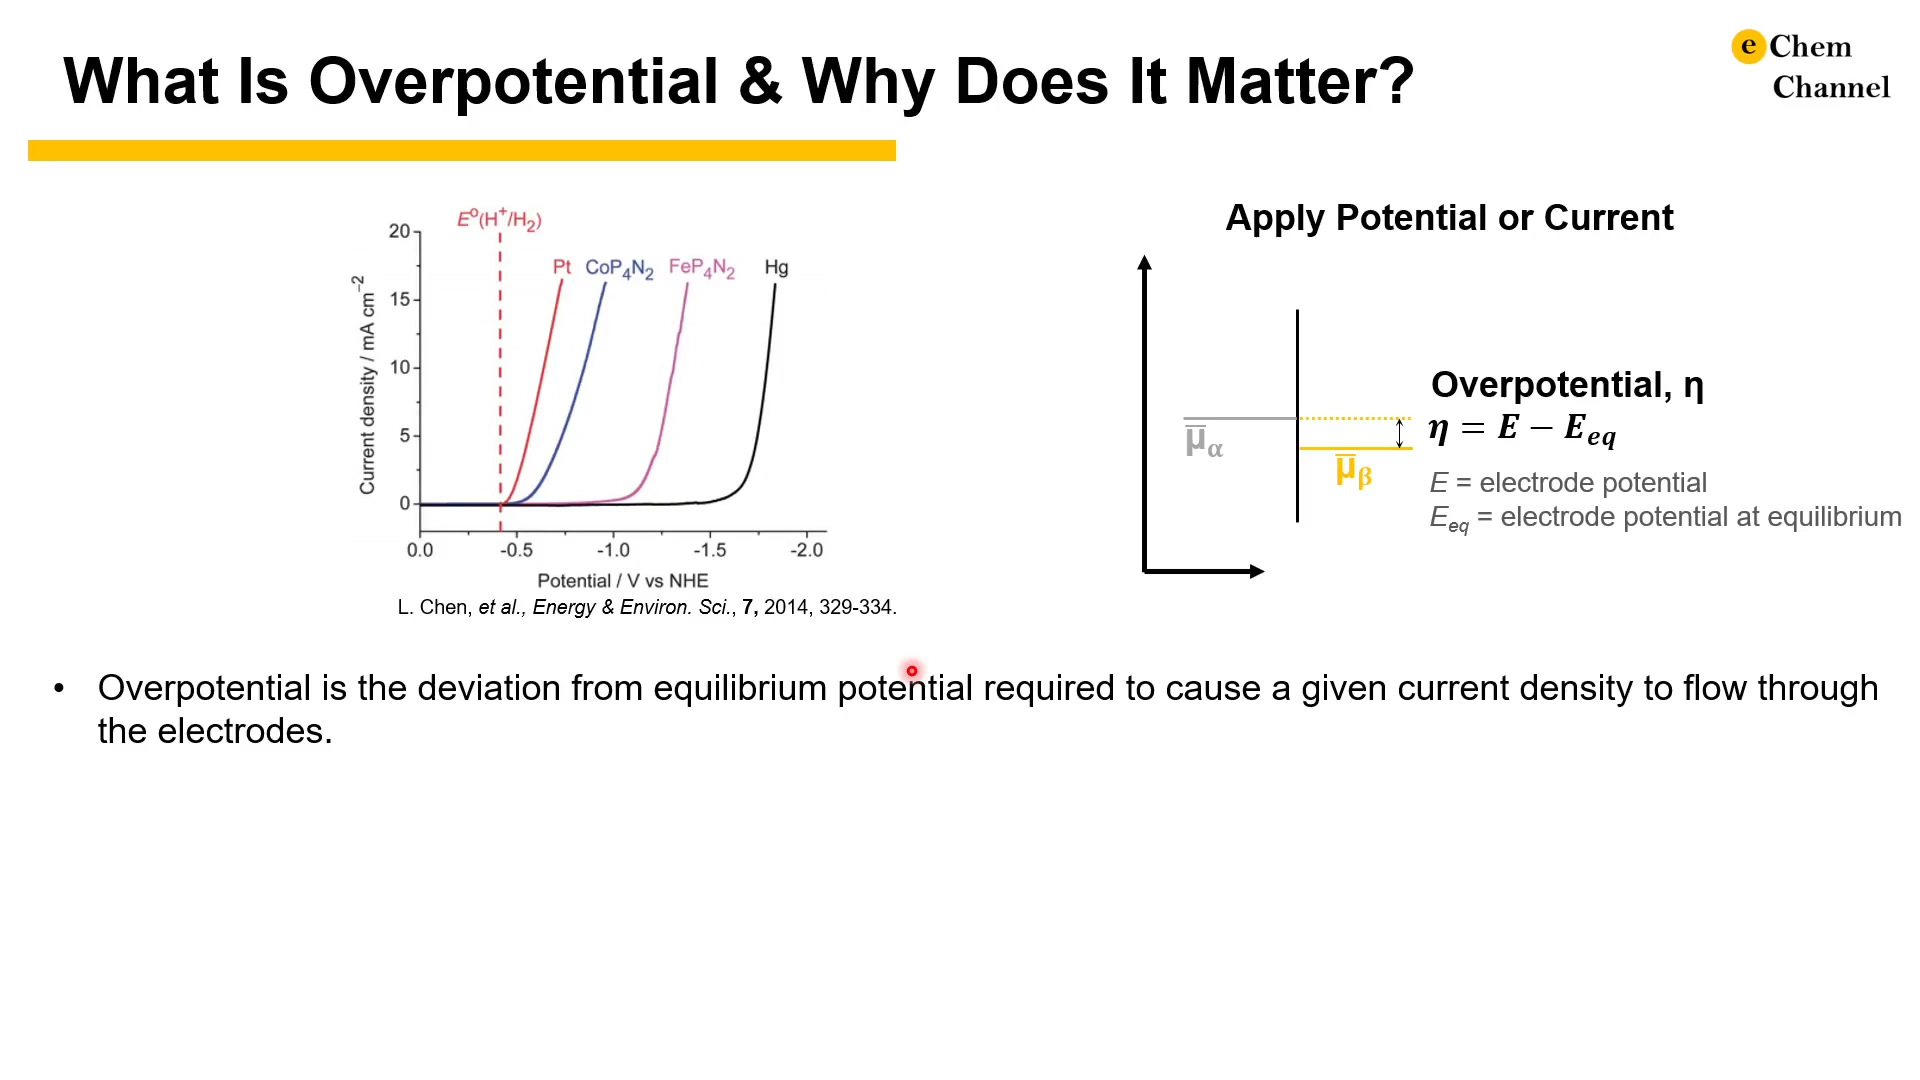 What Is Overpotential & Why Does It Matter?
e Chem
Channel
E⁰(H⁺/H₂)
Pt CoP₄N₂ FeP₄N₂ Hg
20
15
10
5
0
Current density / mA cm⁻²
0.0 -0.5 -1.0 -1.5 -2.0
Potential / V vs NHE
L. Chen, et al., Energy & Environ. Sci., 7, 2014, 329-334.
Apply Potential or Current
μ̅α
μ̅β
Overpotential, η
η = E − Eeq
E = electrode potential
Eeq = electrode potential at equilibrium
• Overpotential is the deviation from equilibrium potential required to cause a given current density to flow through
the electrodes.